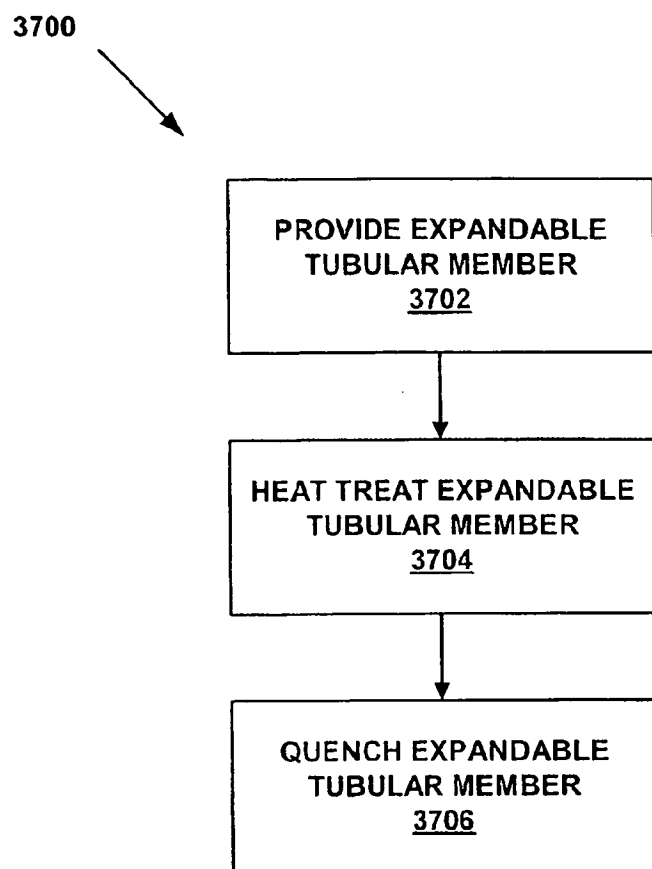 3700
PROVIDE EXPANDABLE
TUBULAR MEMBER
3702
HEAT TREAT EXPANDABLE
TUBULAR MEMBER
3704
QUENCH EXPANDABLE
TUBULAR MEMBER
3706